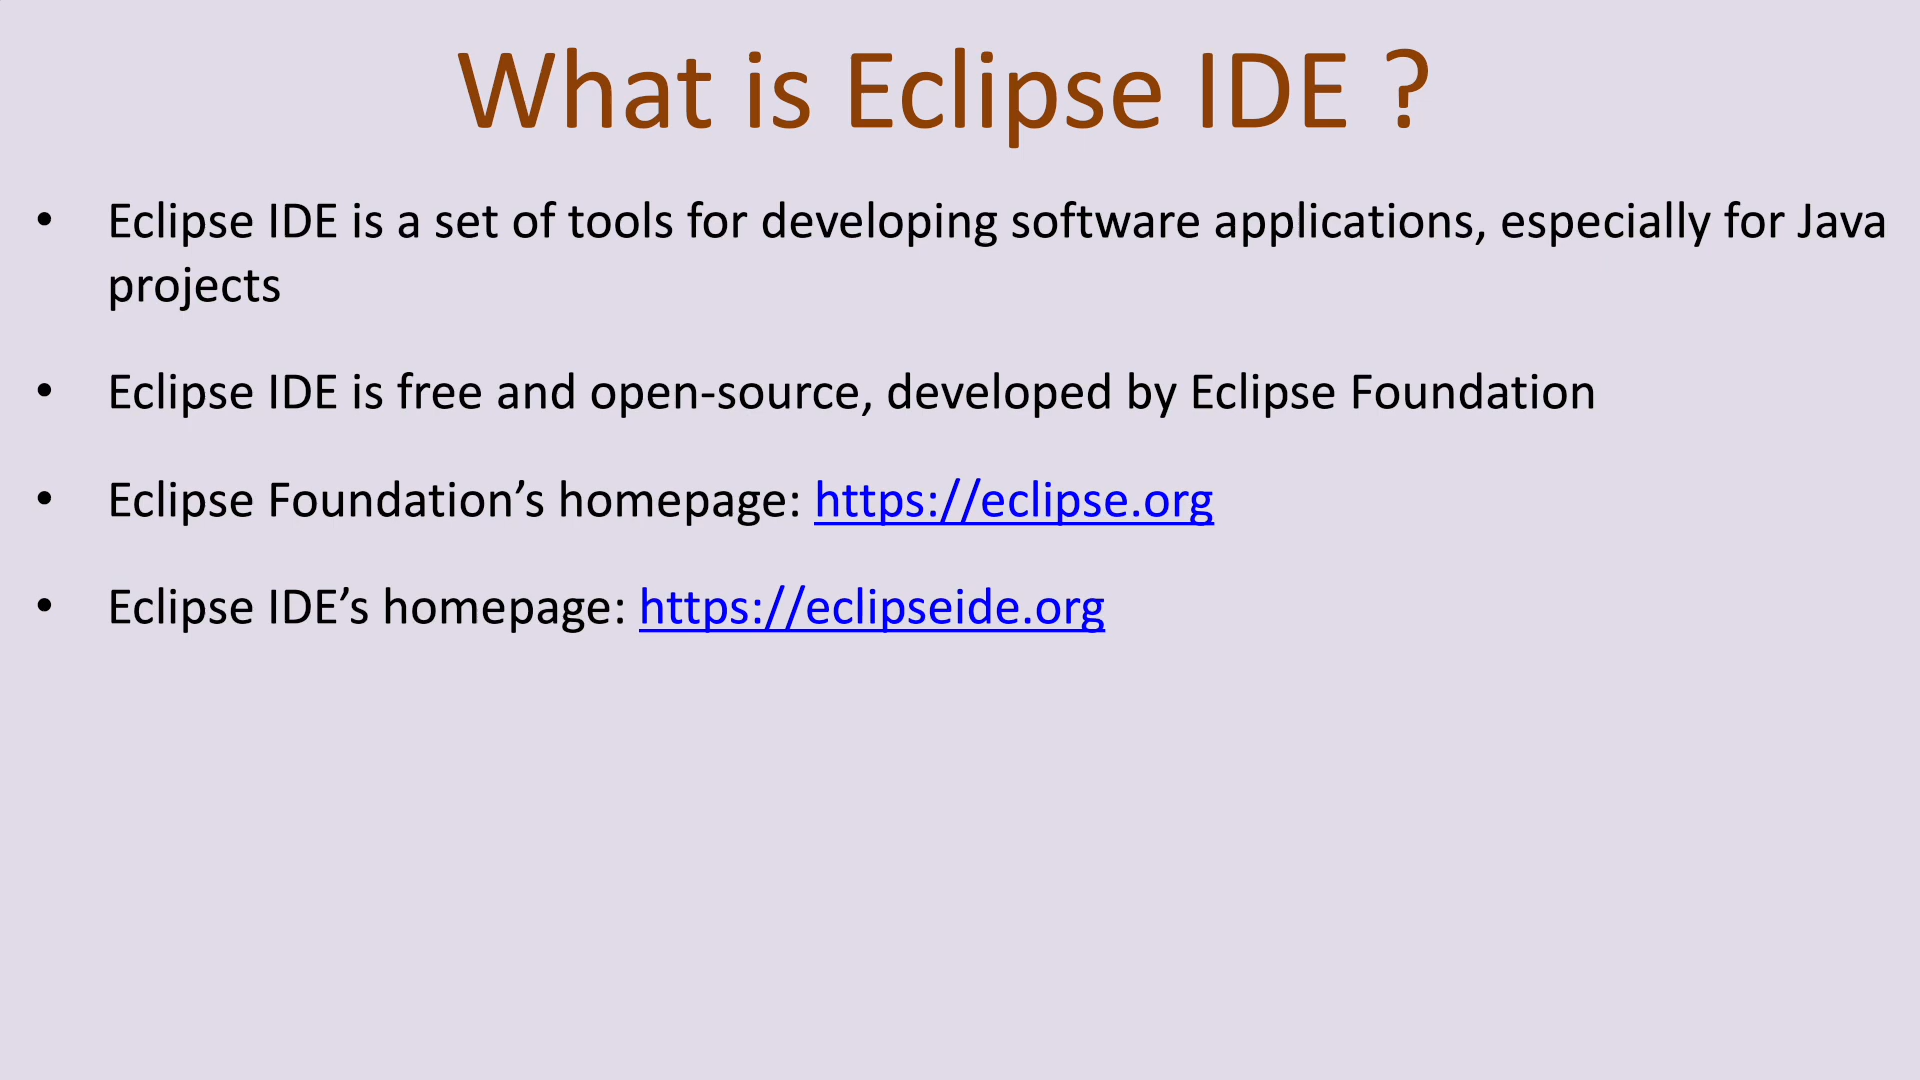 What is Eclipse IDE ?
• Eclipse IDE is a set of tools for developing software applications, especially for Java
projects
• Eclipse IDE is free and open-source, developed by Eclipse Foundation
• Eclipse Foundation’s homepage: https://eclipse.org
• Eclipse IDE’s homepage: https://eclipseide.org